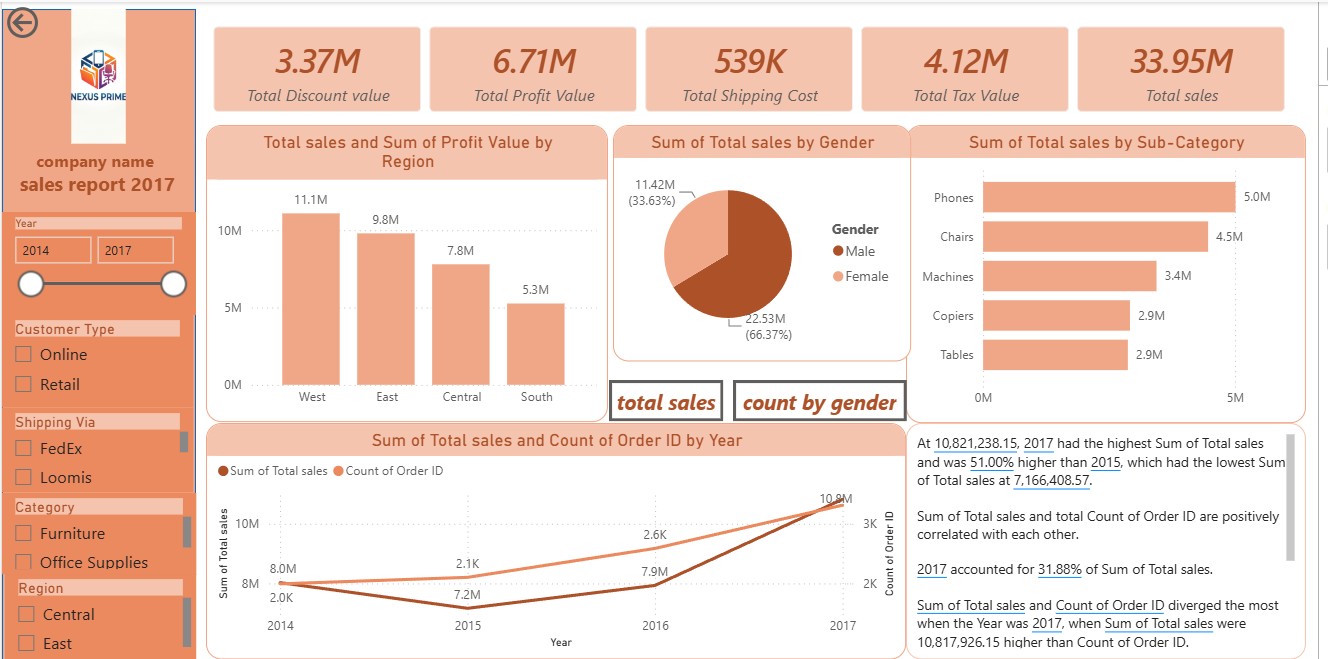 NEXUS PRIME
company name
sales report 2017
Year
2014
2017
Customer Type
Online
Retail
Shipping Via
FedEx
Loomis
Category
Furniture
Office Supplies
Region
Central
East
3.37M
Total Discount value
6.71M
Total Profit Value
539K
Total Shipping Cost
4.12M
Total Tax Value
33.95M
Total sales
Total sales and Sum of Profit Value by
Region
11.1M
9.8M
7.8M
5.3M
10M
5M
0M
West
East
Central
South
Sum of Total sales by Gender
11.42M
(33.63%)
22.53M
(66.37%)
Gender
Male
Female
total sales
count by gender
Sum of Total sales by Sub-Category
Phones
5.0M
Chairs
4.5M
Machines
3.4M
Copiers
2.9M
Tables
2.9M
0M
5M
Sum of Total sales and Count of Order ID by Year
Sum of Total sales
Count of Order ID
Sum of Total sales
10M
8M
8.0M
2.0K
2.1K
7.2M
2.6K
7.9M
10.8M
3K
2K
Count of Order ID
2014
2015
2016
2017
Year
At 10,821,238.15, 2017 had the highest Sum of Total sales
and was 51.00% higher than 2015, which had the lowest Sum
of Total sales at 7,166,408.57.
Sum of Total sales and total Count of Order ID are positively
correlated with each other.
2017 accounted for 31.88% of Sum of Total sales.
Sum of Total sales and Count of Order ID diverged the most
when the Year was 2017, when Sum of Total sales were
10,817,926.15 higher than Count of Order ID.